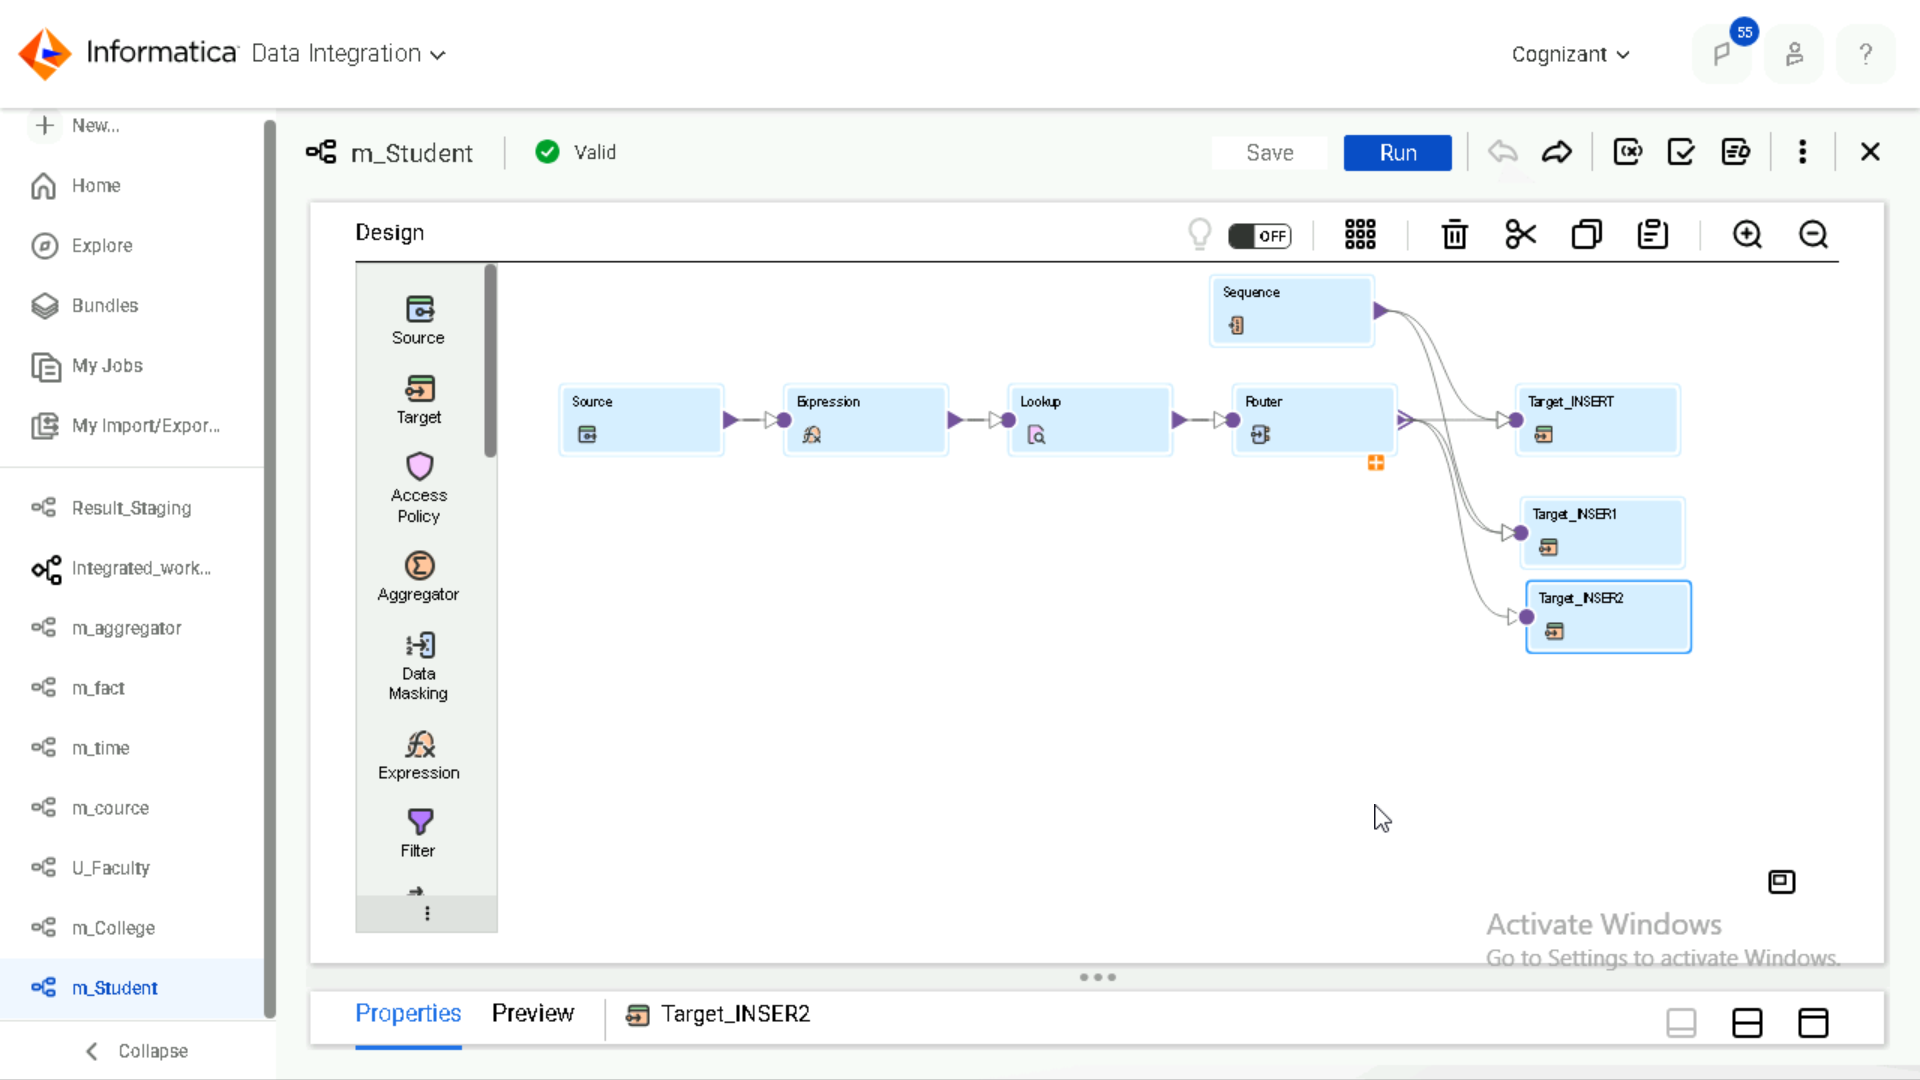 Informatica Data Integration
Cognizant
55
?
New...
Home
Explore
Bundles
My Jobs
My Import/Expor...
Result_Staging
Integrated_work...
m_aggregator
m_fact
m_time
m_cource
U_Faculty
m_College
m_Student
Collapse
m_Student
Valid
Save
Run
Design
OFF
Source
Target
Access
Policy
Aggregator
Data
Masking
Expression
Filter
Sequence
Source
Expression
Lookup
Router
Target_INSERT
Target_INSER1
Target_INSER2
Activate Windows
Go to Settings to activate Windows.
Properties
Preview
Target_INSER2